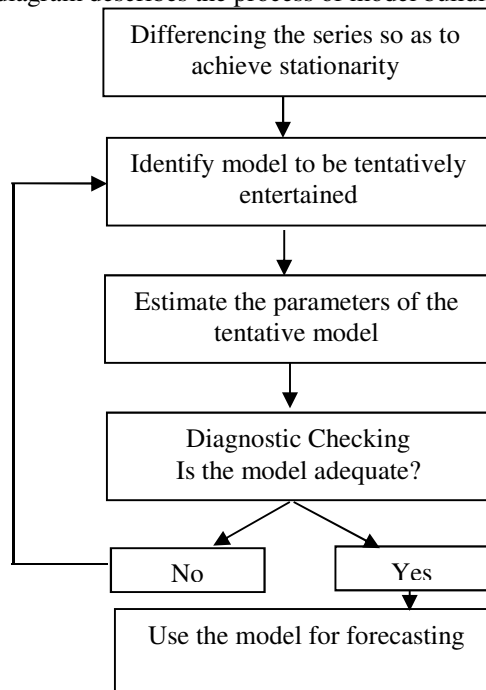 diagram describes the process of model buildi
Differencing the series so as to
achieve stationarity
Identify model to be tentatively
entertained
Estimate the parameters of the
tentative model
Diagnostic Checking
Is the model adequate?
No
Yes
Use the model for forecasting